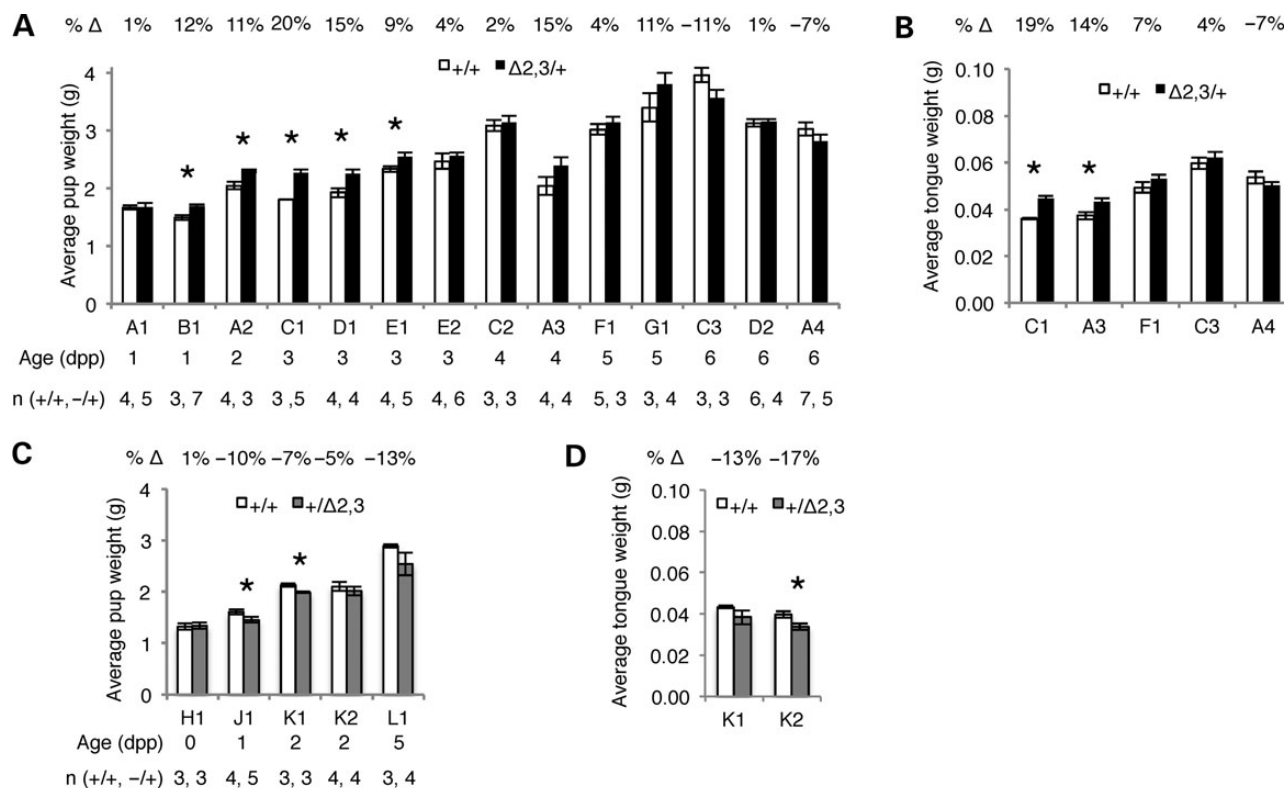 A
% Δ 1% 12% 11% 20% 15% 9% 4% 2% 15% 4% 11% −11% 1% −7%
+/+ Δ2,3/+
Average pup weight (g)
4
3
2
1
0
* * * * *
A1 B1 A2 C1 D1 E1 E2 C2 A3 F1 G1 C3 D2 A4
Age (dpp) 1 1 2 3 3 3 3 4 4 5 5 6 6 6
n (+/+, −/+) 4, 5 3, 7 4, 3 3 ,5 4, 4 4, 5 4, 6 3, 3 4, 4 5, 3 3, 4 3, 3 6, 4 7, 5
B
% Δ 19% 14% 7% 4% −7%
+/+ Δ2,3/+
Average tongue weight (g)
0.10
0.08
0.06
0.04
0.02
0.00
* *
C1 A3 F1 C3 A4
C
% Δ 1% −10% −7% −5% −13%
+/+ +/Δ2,3
Average pup weight (g)
4
3
2
1
0
* *
H1 J1 K1 K2 L1
Age (dpp) 0 1 2 2 5
n (+/+, −/+) 3, 3 4, 5 3, 3 4, 4 3, 4
D
% Δ −13% −17%
+/+ +/Δ2,3
Average tongue weight (g)
0.10
0.08
0.06
0.04
0.02
0.00
*
K1 K2